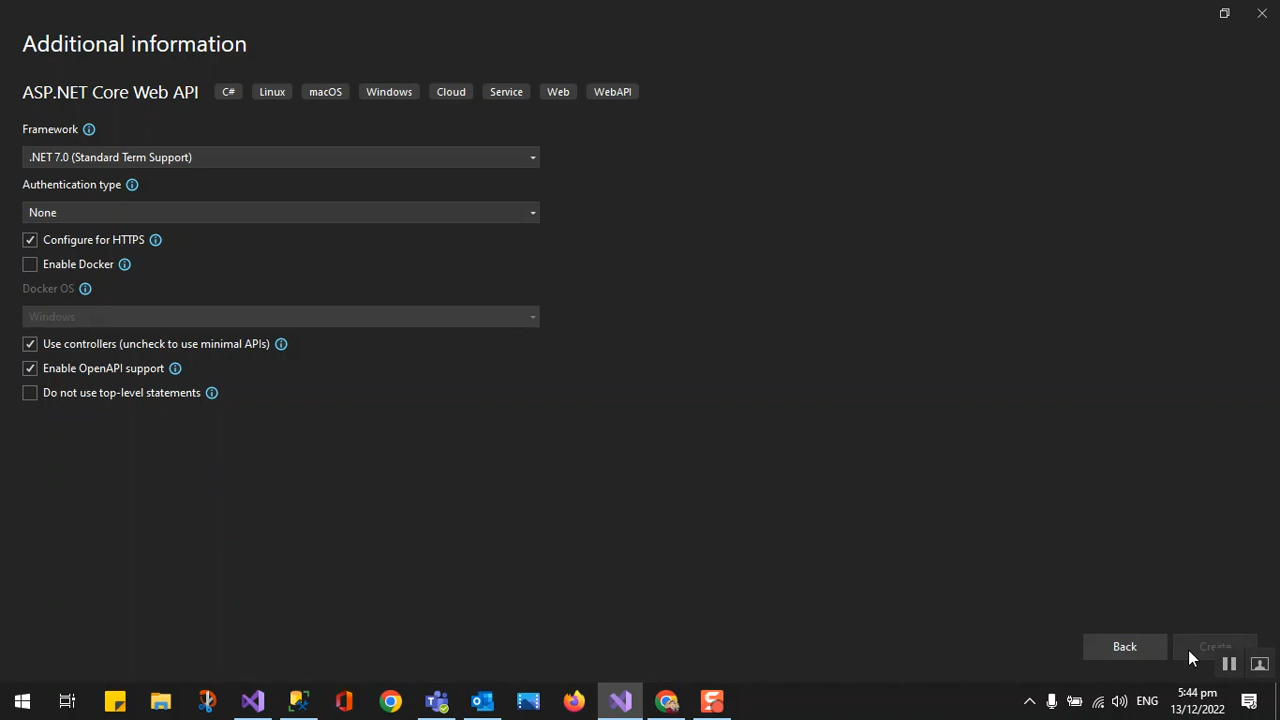 Additional information
ASP.NET Core Web API C# Linux macOS Windows Cloud Service Web WebAPI
Framework
.NET 7.0 (Standard Term Support)
Authentication type
None
Configure for HTTPS
Enable Docker
Docker OS
Windows
Use controllers (uncheck to use minimal APIs)
Enable OpenAPI support
Do not use top-level statements
Back Create
ENG 5:44 pm
13/12/2022